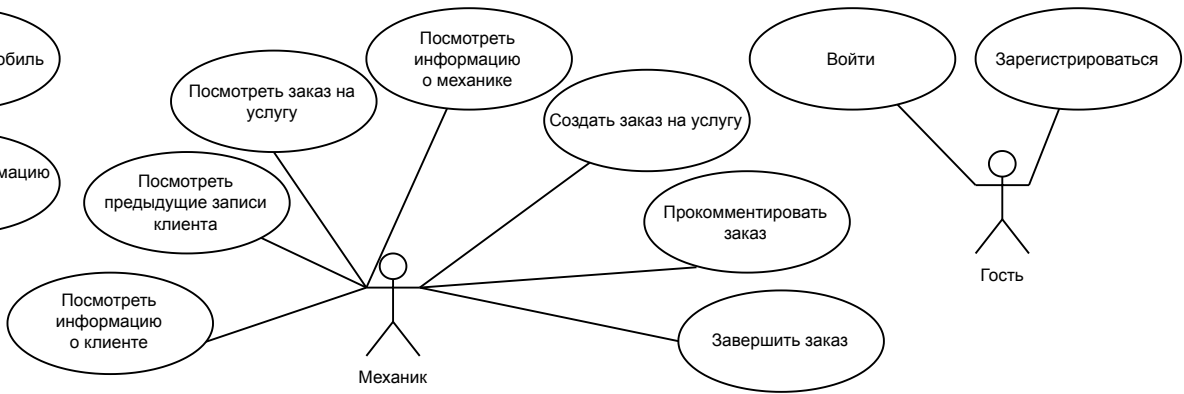 Посмотреть
информацию
о механике
Войти
Зарегистрироваться
Посмотреть заказ на
услугу
Создать заказ на услугу
Посмотреть
предыдущие записи
клиента
Прокомментировать
заказ
Гость
Посмотреть
информацию
о клиенте
Завершить заказ
Механик